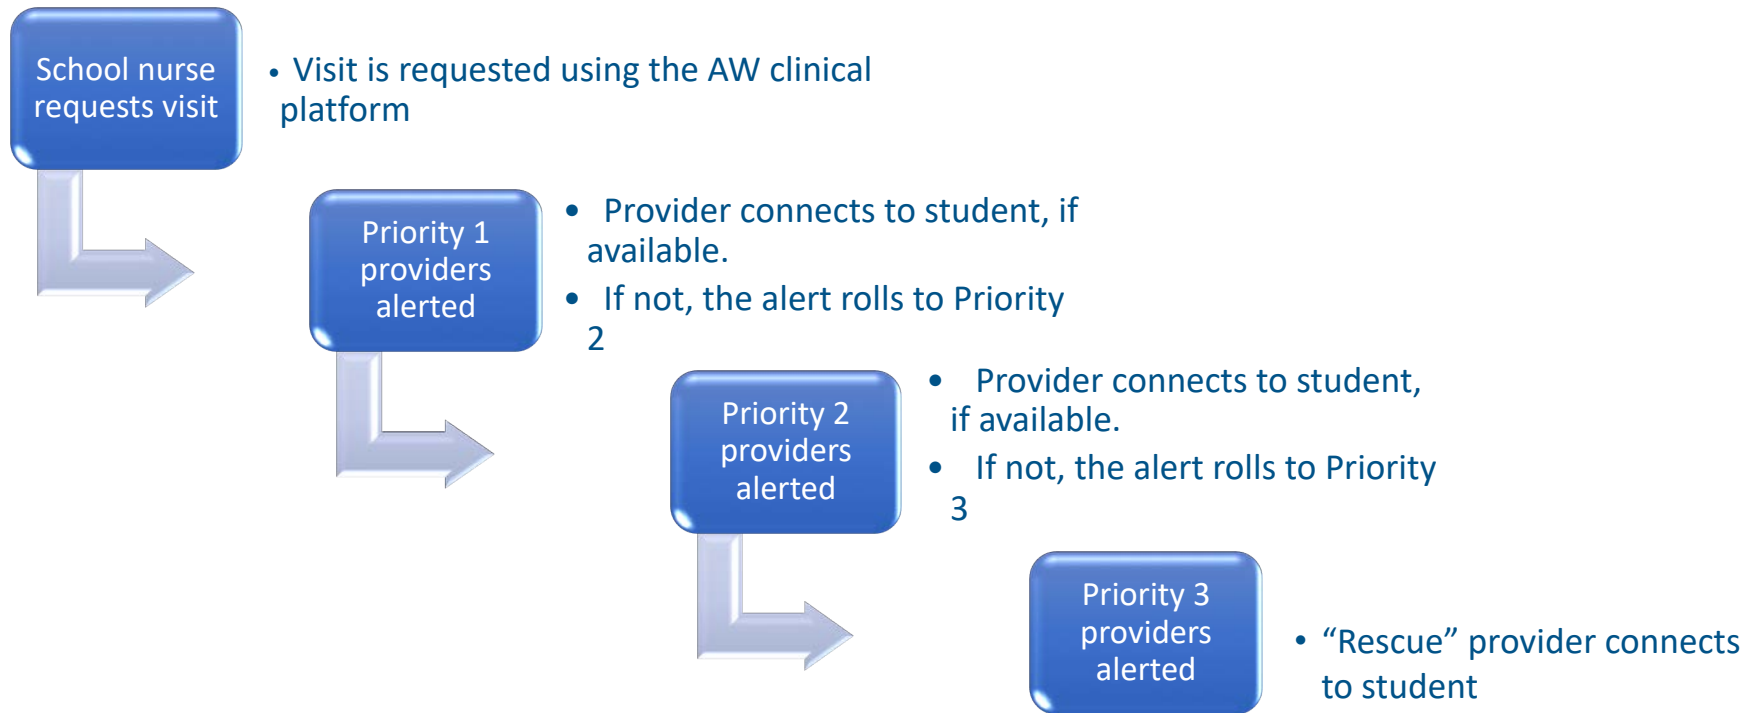 School nurse
requests visit
• Visit is requested using the AW clinical
platform
Priority 1
providers
alerted
• Provider connects to student, if
available.
• If not, the alert rolls to Priority
2
Priority 2
providers
alerted
• Provider connects to student,
if available.
• If not, the alert rolls to Priority
3
Priority 3
providers
alerted
• “Rescue” provider connects
to student